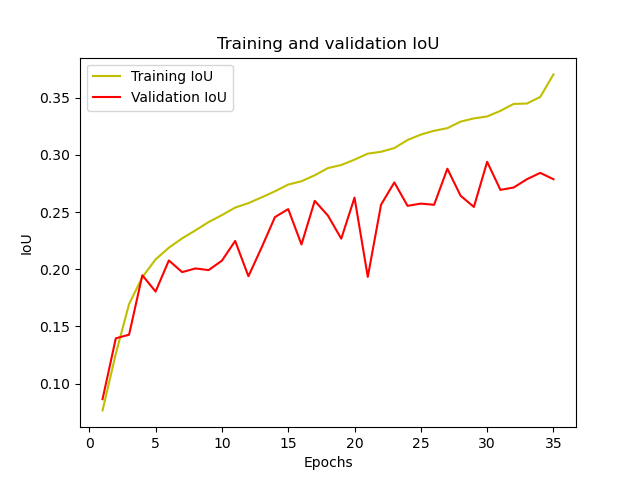 Training and validation IoU
Training IoU
Validation IoU
0.35
0.30
0.25
0.20
0.15
0.10
IoU
0 5 10 15 20 25 30 35
Epochs